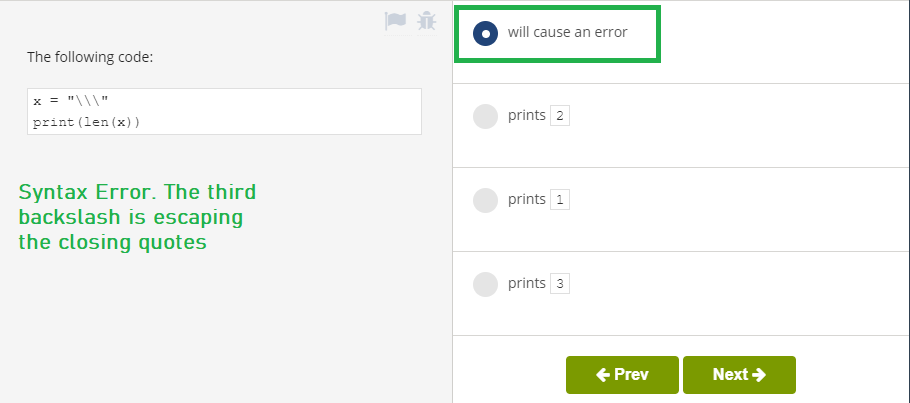 The following code:
x = "\\\"
print(len(x))
Syntax Error. The third
backslash is escaping
the closing quotes
will cause an error
prints 2
prints 1
prints 3
Prev
Next